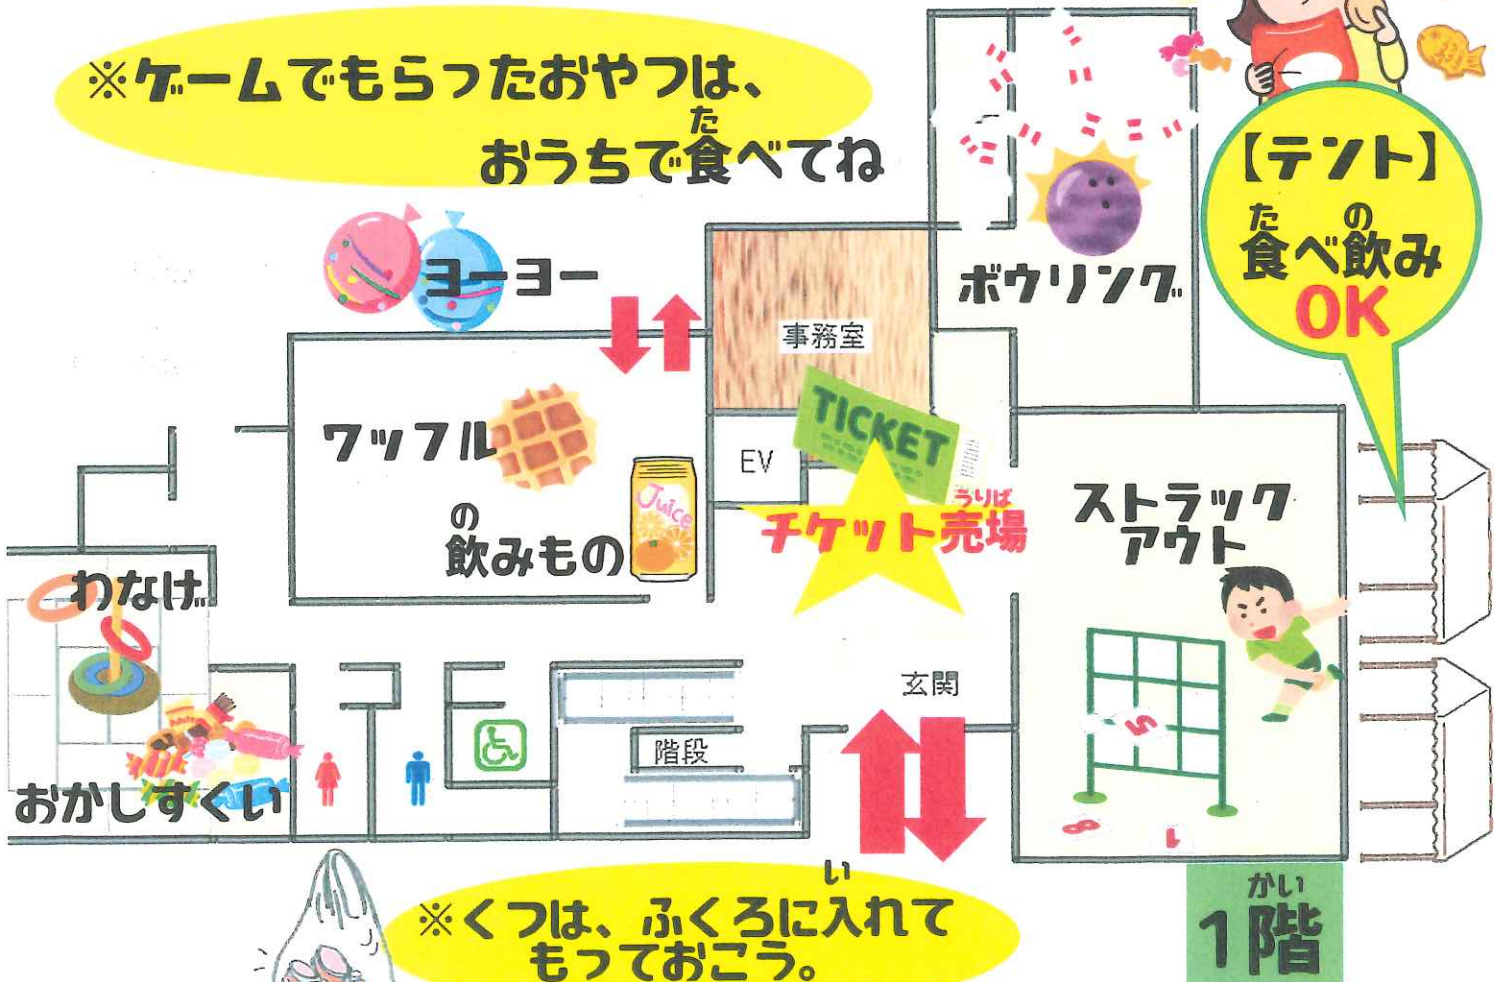 ※ゲームでもらったおやつは、
た
おうちで食べてね
【テント】
た の
食べ飲み
OK
ヨーヨー
ボウリング
事務室
TICKET
ワッフル
EV
うりば
チケット売場
Juice
の
飲みもの
ストラック
アウト
わなげ
玄関
階段
おかしすくい
5
8
1
い
※くつは、ふくろに入れて
もっておこう。
かい
1階